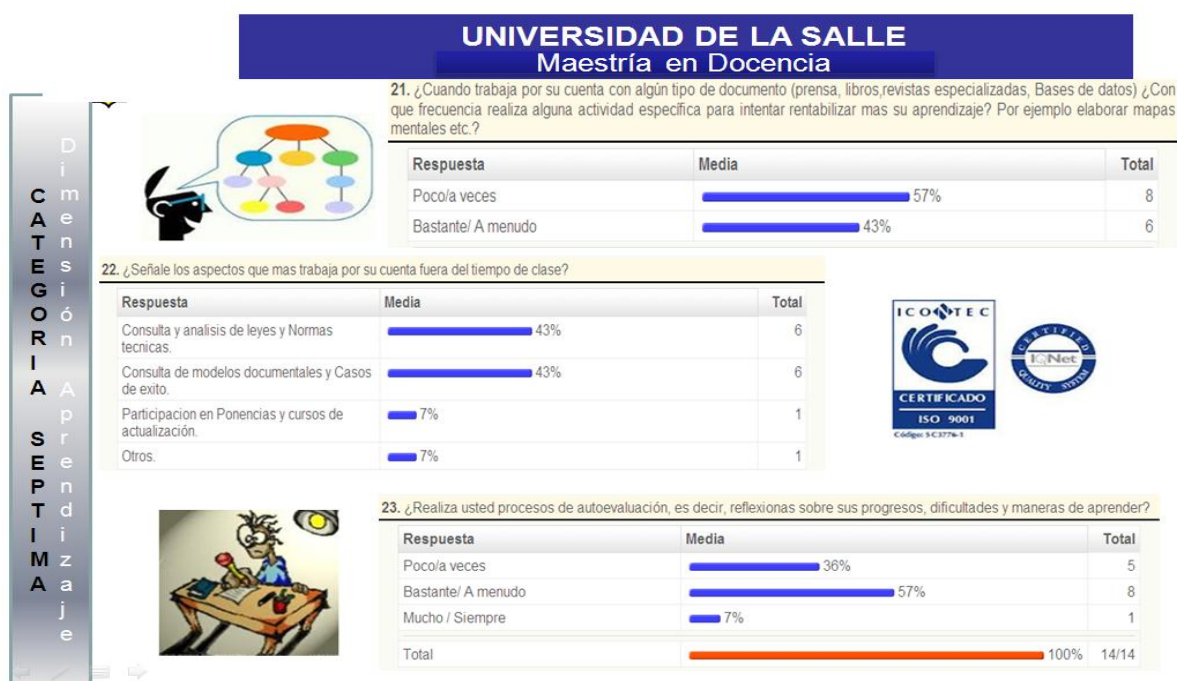 UNIVERSIDAD DE LA SALLE
Maestría en Docencia
CATEGORIA SEPTIMA
Dimensión Aprendizaje
21. ¿Cuando trabaja por su cuenta con algún tipo de documento (prensa, libros,revistas especializadas, Bases de datos) ¿Con
que frecuencia realiza alguna actividad específica para intentar rentabilizar mas su aprendizaje? Por ejemplo elaborar mapas
mentales etc.?
Respuesta Media Total
Poco/a veces 57% 8
Bastante/ A menudo 43% 6
22. ¿Señale los aspectos que mas trabaja por su cuenta fuera del tiempo de clase?
Respuesta Media Total
Consulta y analisis de leyes y Normas
tecnicas. 43% 6
Consulta de modelos documentales y Casos
de exito. 43% 6
Participacion en Ponencias y cursos de
actualización. 7% 1
Otros. 7% 1
ICONTEC
CERTIFICADO
ISO 9001
Código: SC3776-1
CERTIFIED
IQNet
QUALITY SYSTEM
23. ¿Realiza usted procesos de autoevaluación, es decir, reflexiones sobre sus progresos, dificultades y maneras de aprender?
Respuesta Media Total
Poco/a veces 36% 5
Bastante/ A menudo 57% 8
Mucho / Siempre 7% 1
Total 100% 14/14